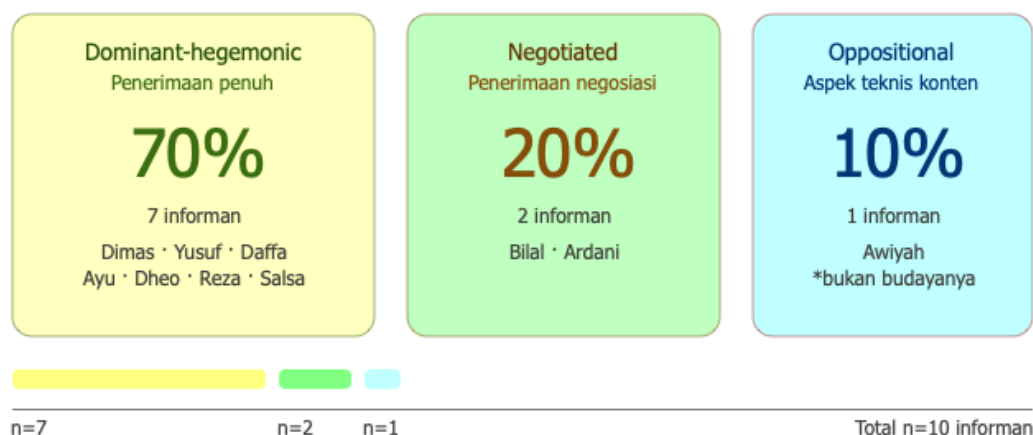 Dominant-hegemonic
Penerimaan penuh
70%
7 informan
Dimas · Yusuf · Daffa
Ayu · Dheo · Reza · Salsa
Negotiated
Penerimaan negosiasi
20%
2 informan
Bilal · Ardani
Oppositional
Aspek teknis konten
10%
1 informan
Awiyah
*bukan budayanya
n=7
n=2
n=1
Total n=10 informan